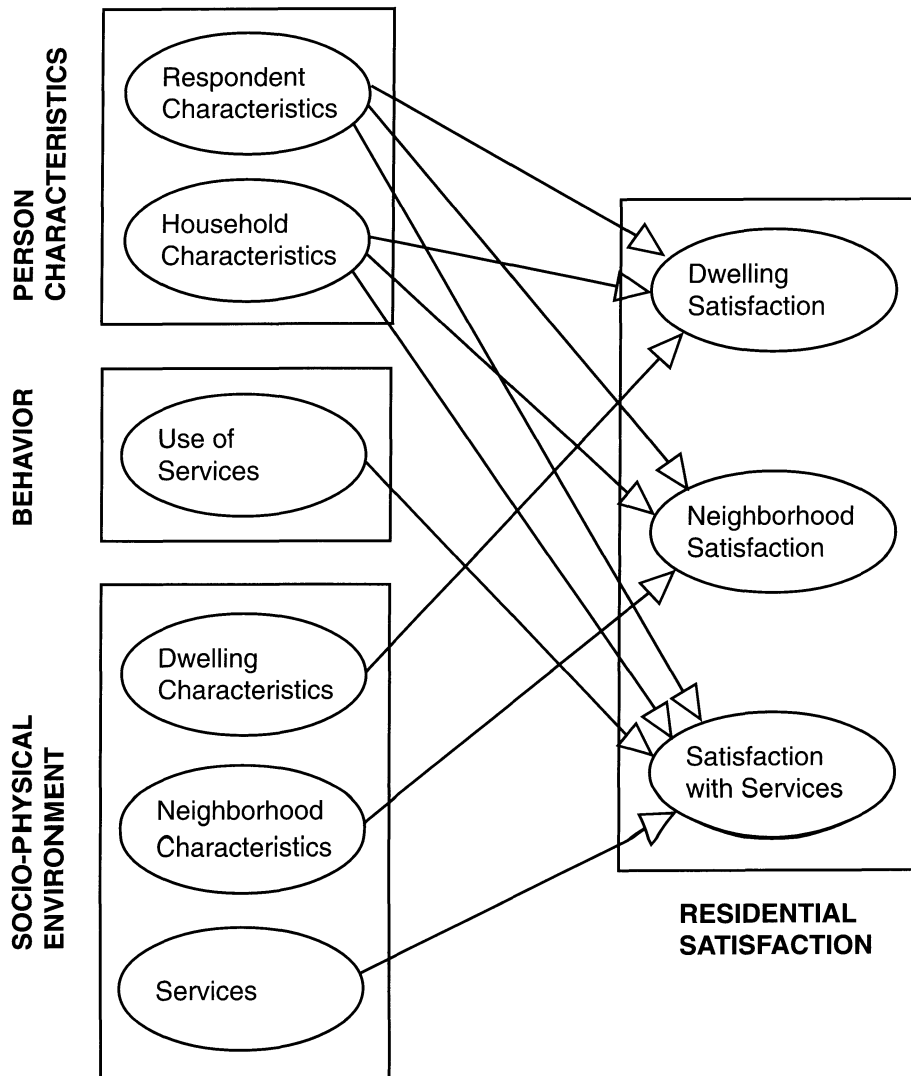 PERSON
CHARACTERISTICS
Respondent
Characteristics
Household
Characteristics
BEHAVIOR
Use of
Services
SOCIO-PHYSICAL
ENVIRONMENT
Dwelling
Characteristics
Neighborhood
Characteristics
Services
Dwelling
Satisfaction
Neighborhood
Satisfaction
Satisfaction
with Services
RESIDENTIAL
SATISFACTION